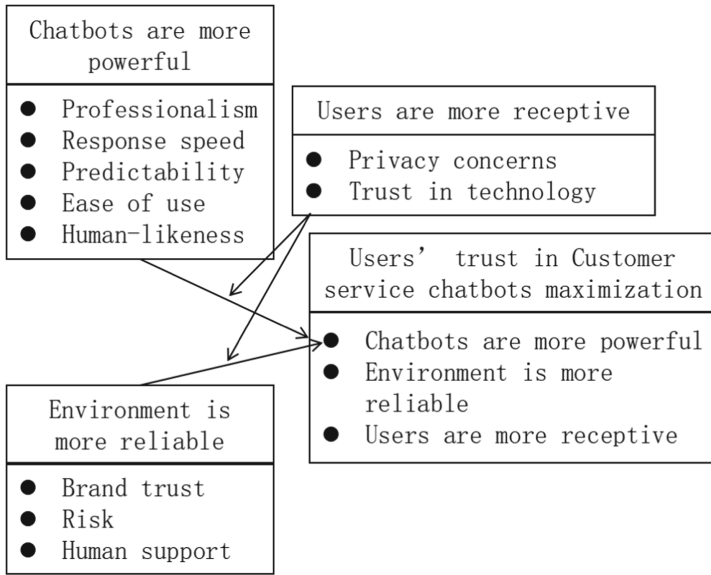 Chatbots are more
powerful
● Professionalism
● Response speed
● Predictability
● Ease of use
● Human-likeness
Users are more receptive
● Privacy concerns
● Trust in technology
Users’ trust in Customer
service chatbots maximization
● Chatbots are more powerful
● Environment is more
reliable
● Users are more receptive
Environment is
more reliable
● Brand trust
● Risk
● Human support